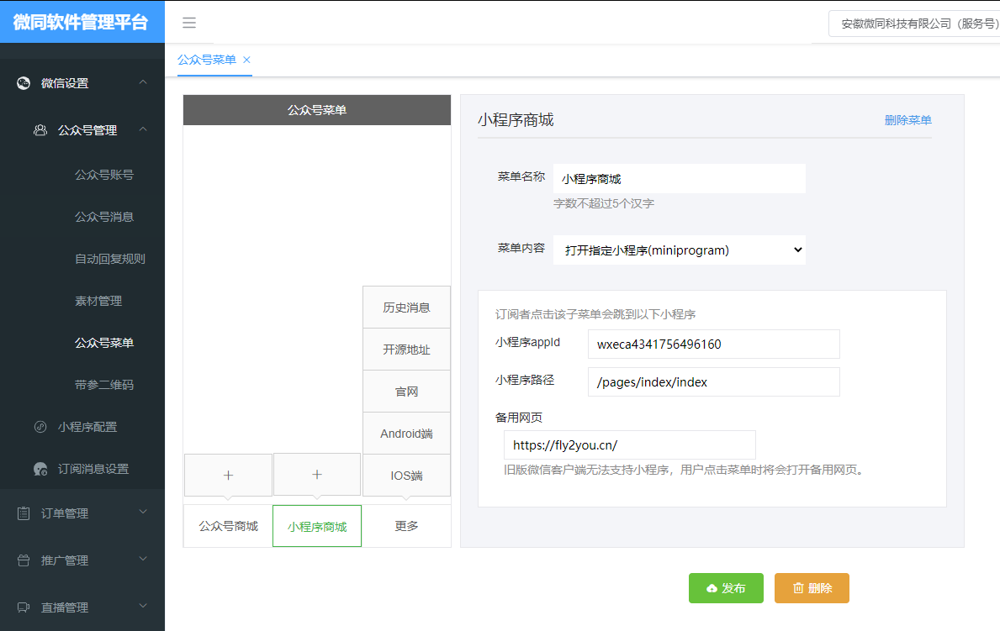 微同软件管理平台
安徽微同科技有限公司（服务号）
公众号菜单
微信设置
公众号管理
公众号账号
公众号消息
自动回复规则
素材管理
公众号菜单
带参二维码
小程序配置
订阅消息设置
订单管理
推广管理
直播管理
公众号菜单
历史消息
开源地址
官网
Android端
+ + IOS端
公众号商城 小程序商城 更多
小程序商城 删除菜单
菜单名称 小程序商城
字数不超过5个汉字
菜单内容 打开指定小程序(miniprogram)
订阅者点击该子菜单会跳到以下小程序
小程序appId wxeca4341756496160
小程序路径 /pages/index/index
备用网页
https://fly2you.cn/
旧版微信客户端无法支持小程序，用户点击菜单时将会打开备用网页。
发布 删除